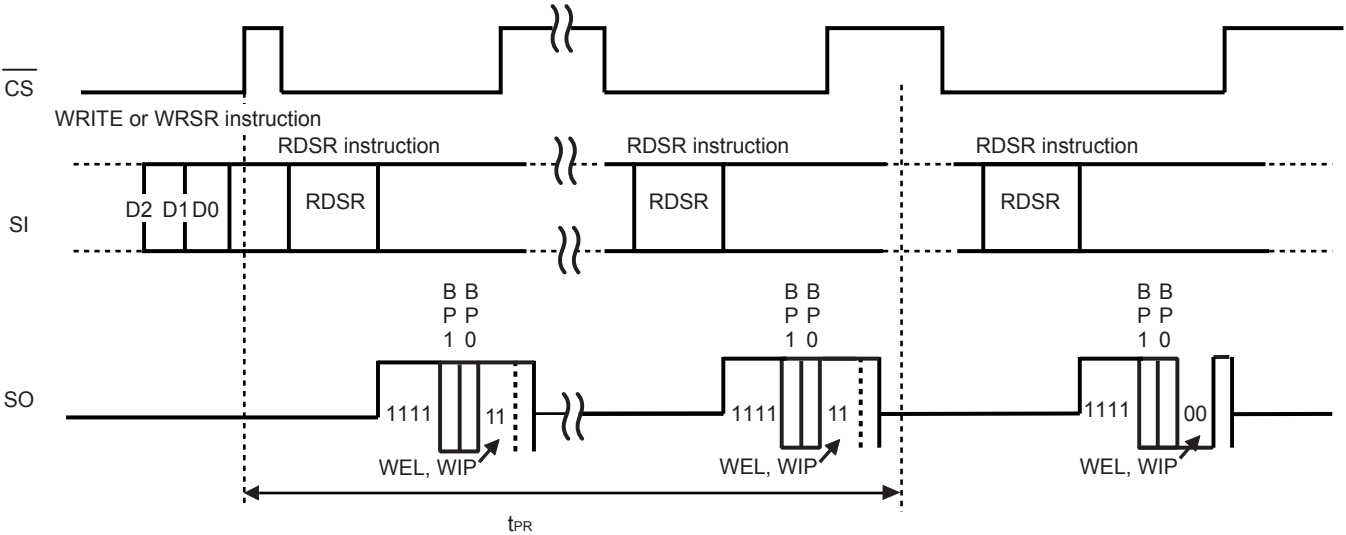 CS
WRITE or WRSR instruction
RDSR instruction
RDSR instruction
RDSR instruction
SI
D2 D1 D0
RDSR
RDSR
RDSR
B B
P P
1 0
B B
P P
1 0
B B
P P
1 0
SO
1111
11
1111
11
1111
00
WEL, WIP
WEL, WIP
WEL, WIP
tPR